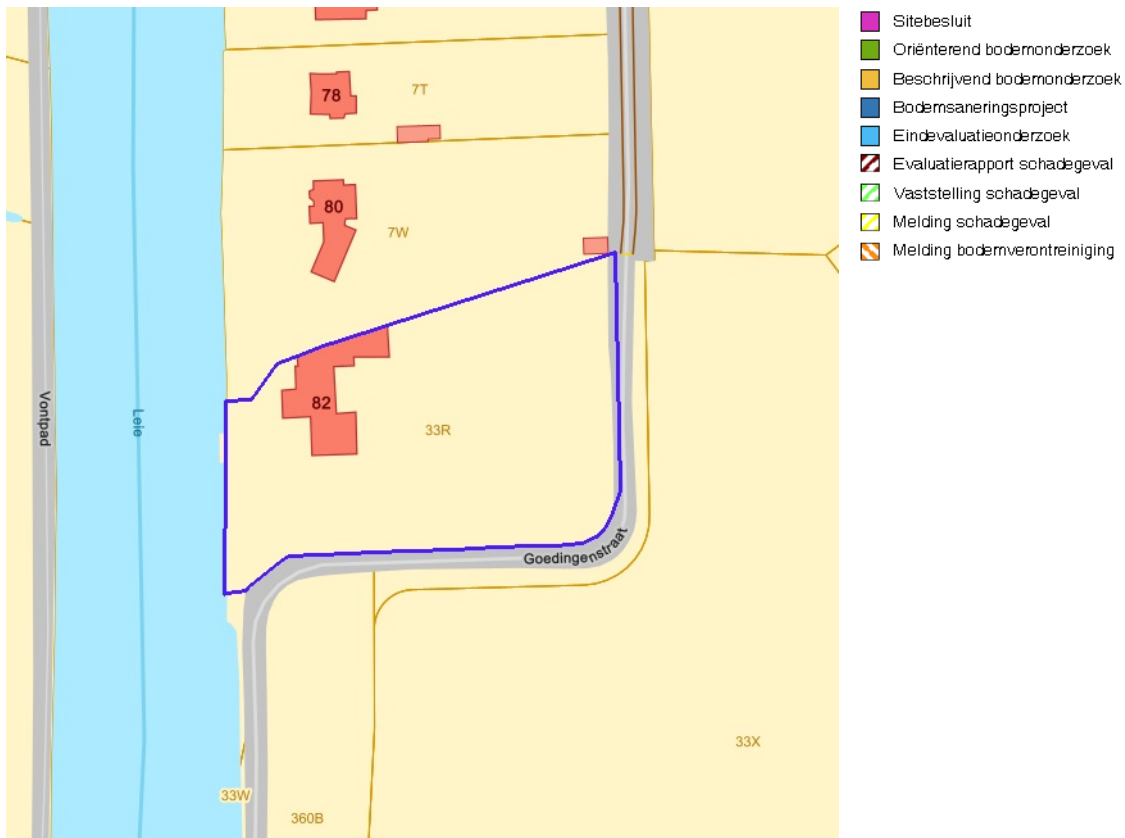 78
7T
80
7W
82
33R
Vontpad
Leie
Goedingenstraat
33X
33W
360B
Sitebesluit
Oriënterend bodemonderzoek
Beschrijvend bodemonderzoek
Bodemsaneringsproject
Eindevaluatieonderzoek
Evaluatierapport schadegeval
Vaststelling schadegeval
Melding schadegeval
Melding bodemverontreiniging